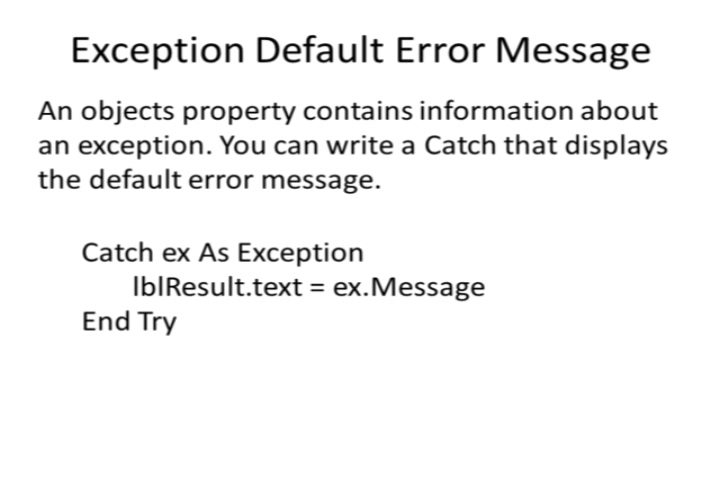 Exception Default Error Message
An objects property contains information about
an exception. You can write a Catch that displays
the default error message.
Catch ex As Exception
lblResult.text = ex.Message
End Try